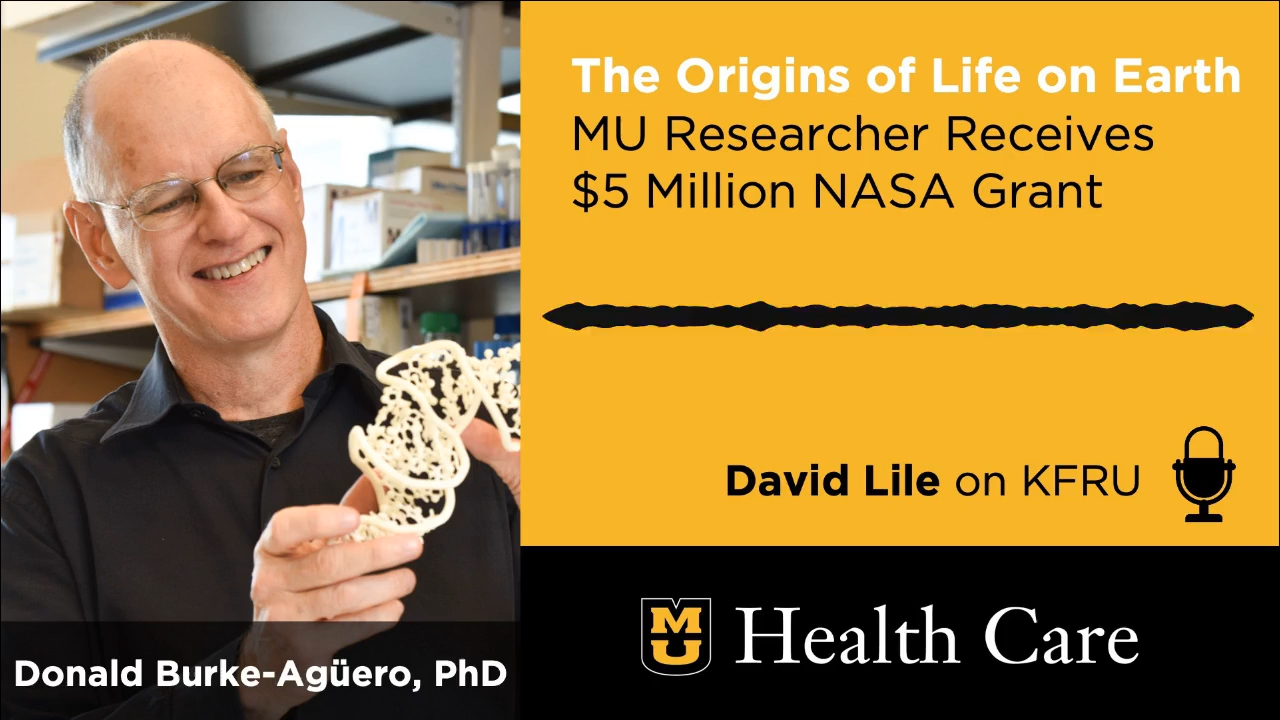 The Origins of Life on Earth
MU Researcher Receives
$5 Million NASA Grant
David Lile on KFRU
Donald Burke-Agüero, PhD
MU Health Care